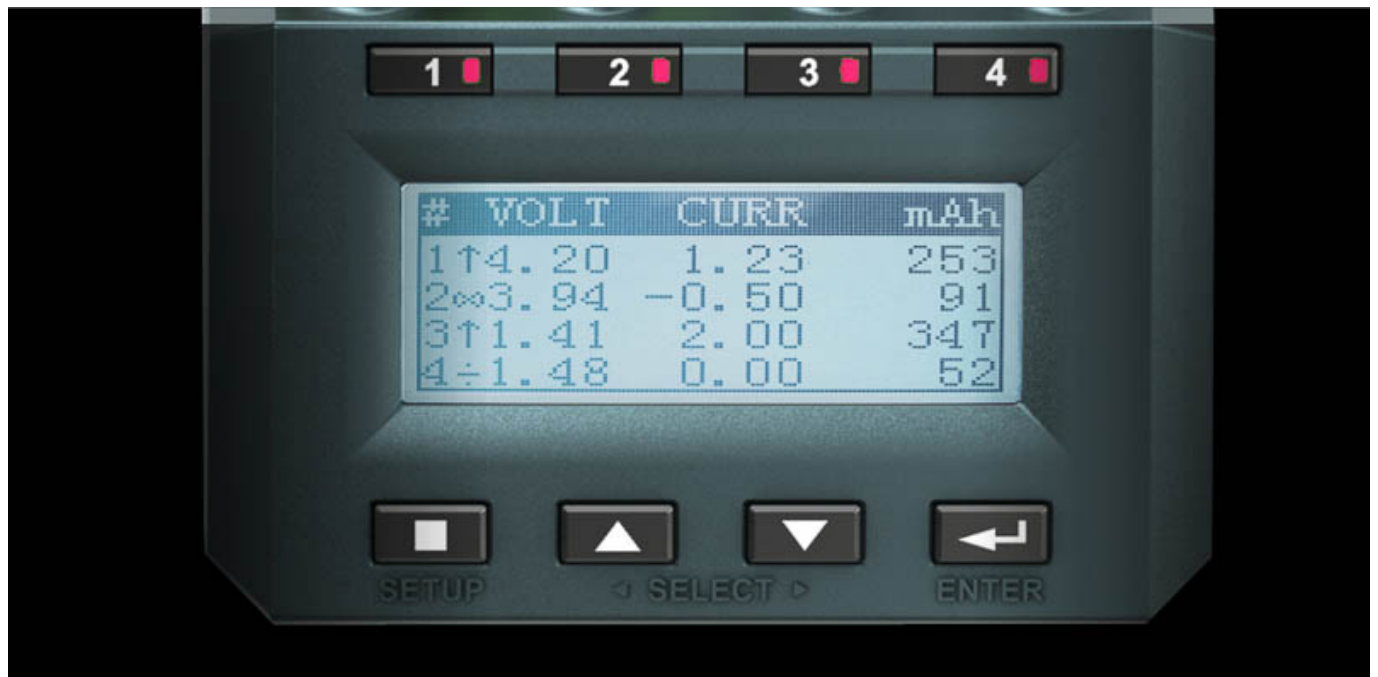 1 2 3 4
# VOLT CURR mAh
1↑4.20 1.23 253
2∞3.94 -0.50 91
3↑1.41 2.00 347
4÷1.48 0.00 52
SETUP ◁ SELECT ▷ ENTER